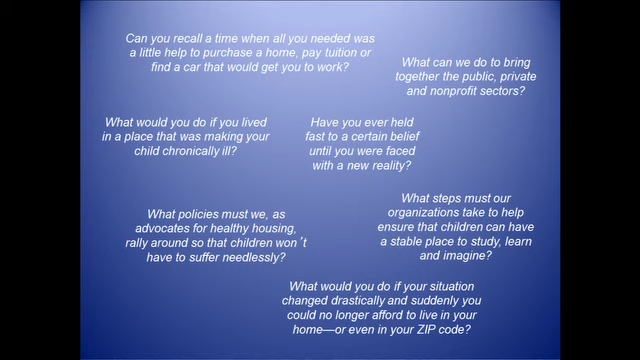 Can you recall a time when all you needed was
a little help to purchase a home, pay tuition or
find a car that would get you to work?
What can we do to bring
together the public, private
and nonprofit sectors?
What would you do if you lived
in a place that was making your
child chronically ill?
Have you ever held
fast to a certain belief
until you were faced
with a new reality?
What policies must we, as
advocates for healthy housing,
rally around so that children won’t
have to suffer needlessly?
What steps must our
organizations take to help
ensure that children can have
a stable place to study, learn
and imagine?
What would you do if your situation
changed drastically and suddenly you
could no longer afford to live in your
home—or even in your ZIP code?